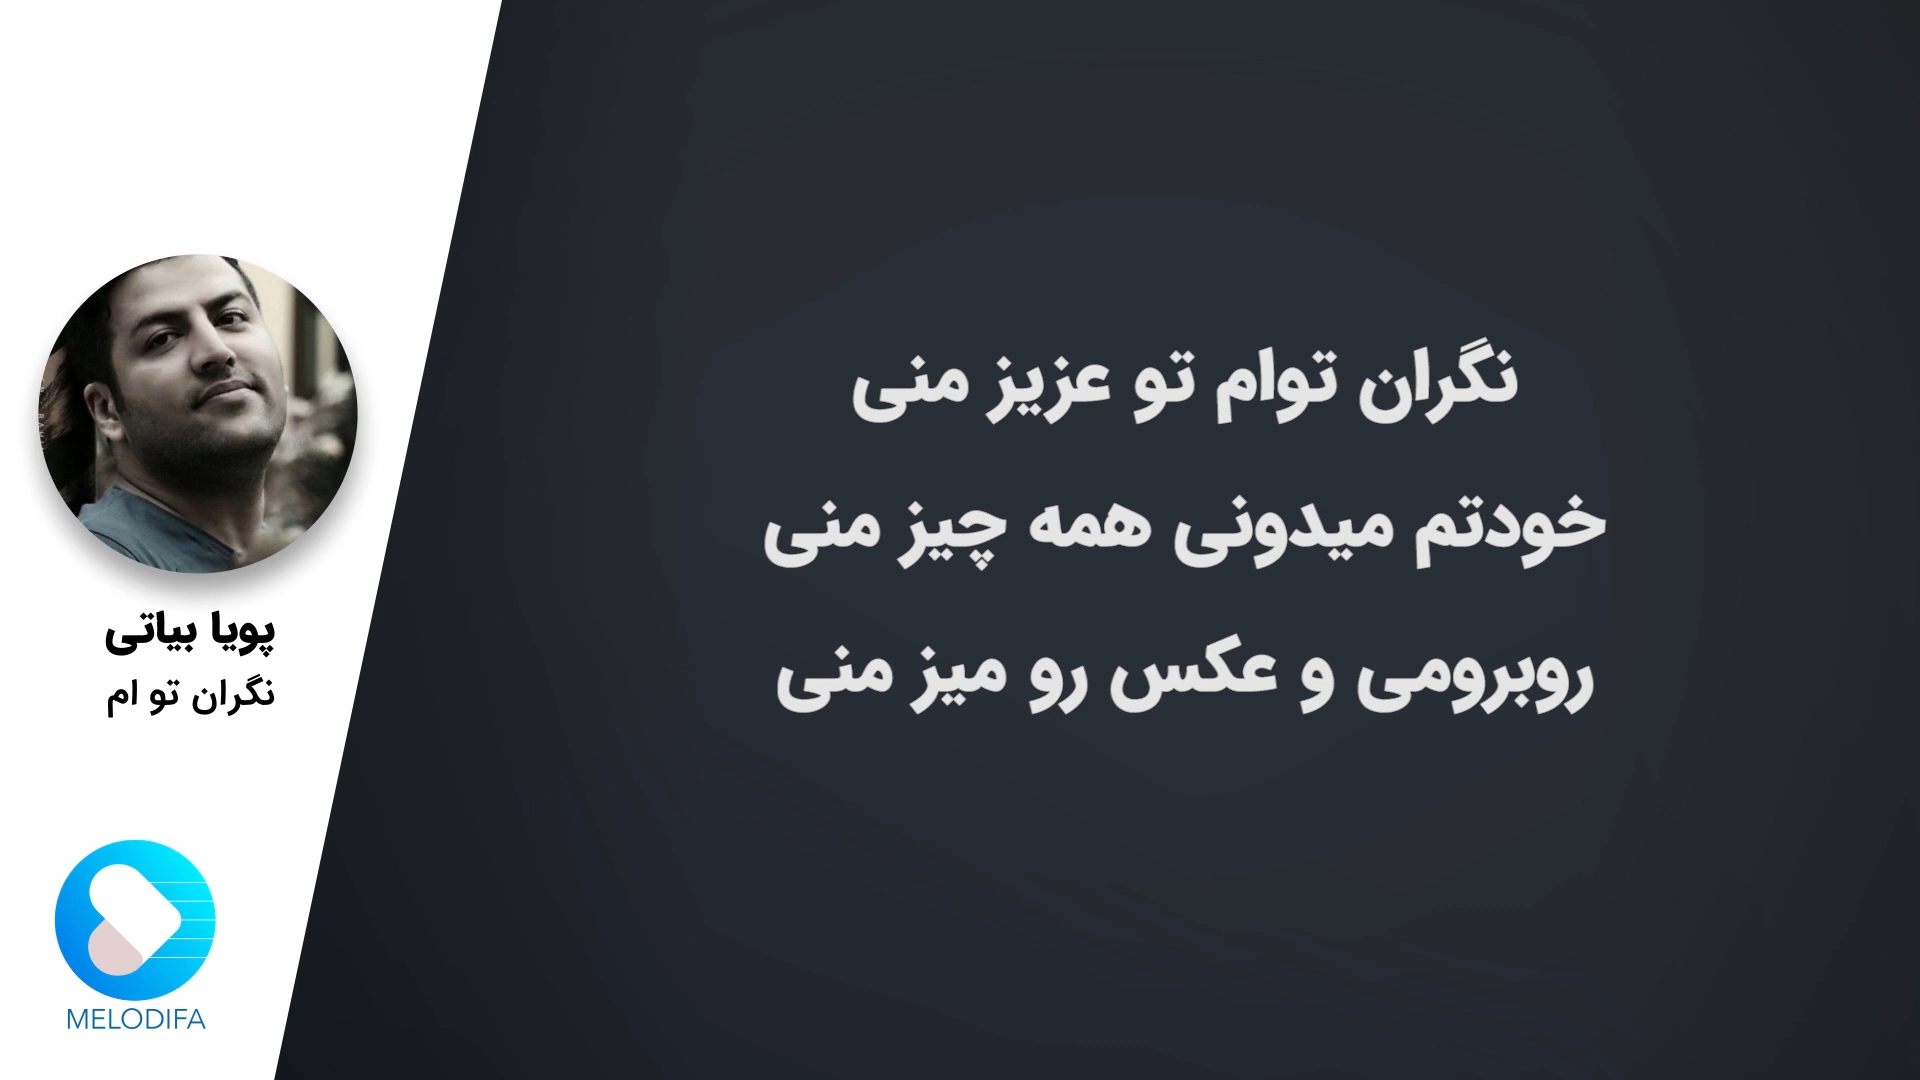 نگران توام تو عزیز منی
خودتم میدونی همه چیز منی
روبرومی و عکس رو میز منی
پویا بیاتی
نگران تو ام
MELODIFA